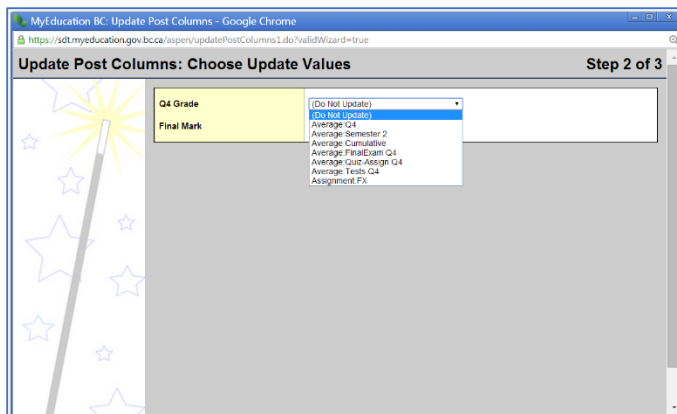 MyEducation BC: Update Post Columns - Google Chrome
https://sdt.myeducation.gov.bc.ca/aspen/updatePostColumns1.do?validWizard=true
Update Post Columns: Choose Update Values Step 2 of 3
Q4 Grade (Do Not Update)
(Do Not Update)
Average:Q4
Final Mark Average:Semester 2
Average:Cumulative
Average:FinalExam Q4
Average:Quiz-Assign Q4
Average:Tests Q4
Assignment:FX